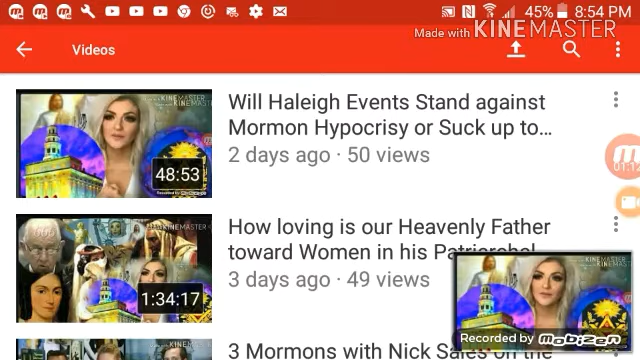 45% 8:54 PM
Made with KINEMASTER
Videos
Will Haleigh Events Stand against
Mormon Hypocrisy or Suck up to...
2 days ago · 50 views
48:53
How loving is our Heavenly Father
toward Women in his Patriarchal
3 days ago · 49 views
1:34:17
3 Mormons with Nick Sales on the
Recorded by mobizen